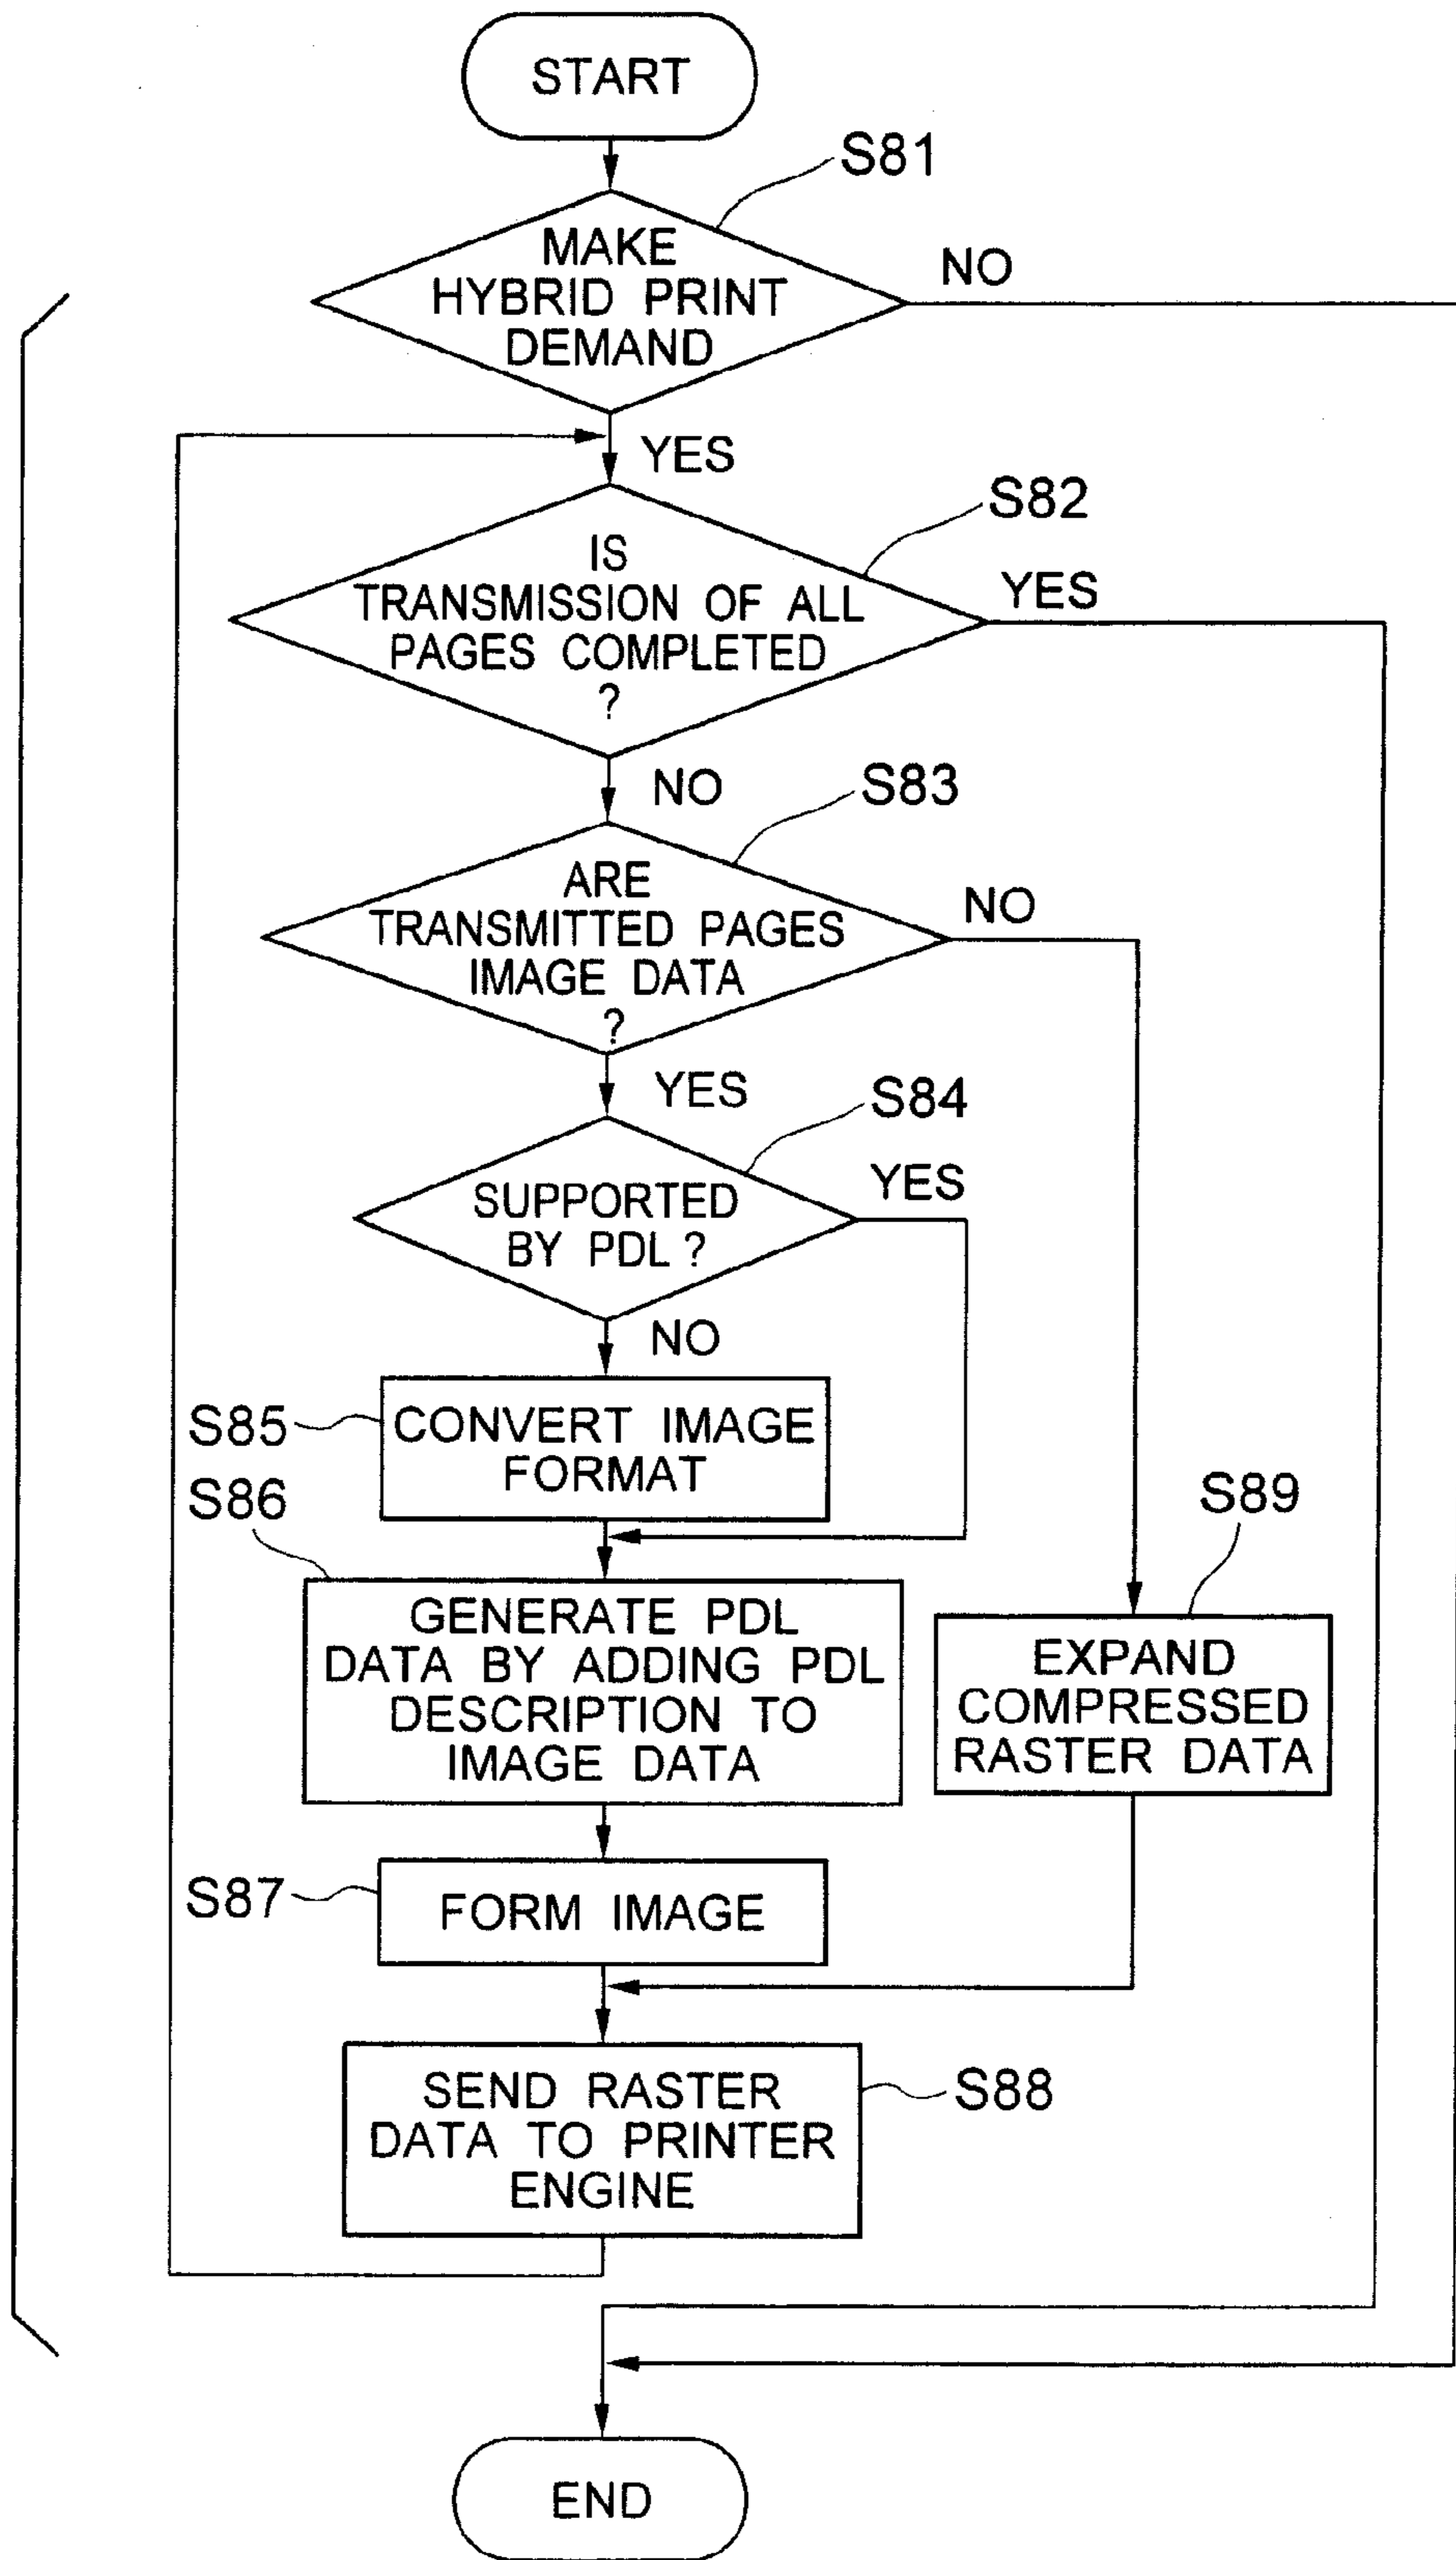 START
S81
MAKE
HYBRID PRINT
DEMAND
NO
YES
S82
IS
TRANSMISSION OF ALL
PAGES COMPLETED
?
YES
NO
S83
ARE
TRANSMITTED PAGES
IMAGE DATA
?
NO
YES
S84
SUPPORTED
BY PDL ?
YES
NO
S85
CONVERT IMAGE
FORMAT
S86
GENERATE PDL
DATA BY ADDING PDL
DESCRIPTION TO
IMAGE DATA
S89
EXPAND
COMPRESSED
RASTER DATA
S87
FORM IMAGE
S88
SEND RASTER
DATA TO PRINTER
ENGINE
END